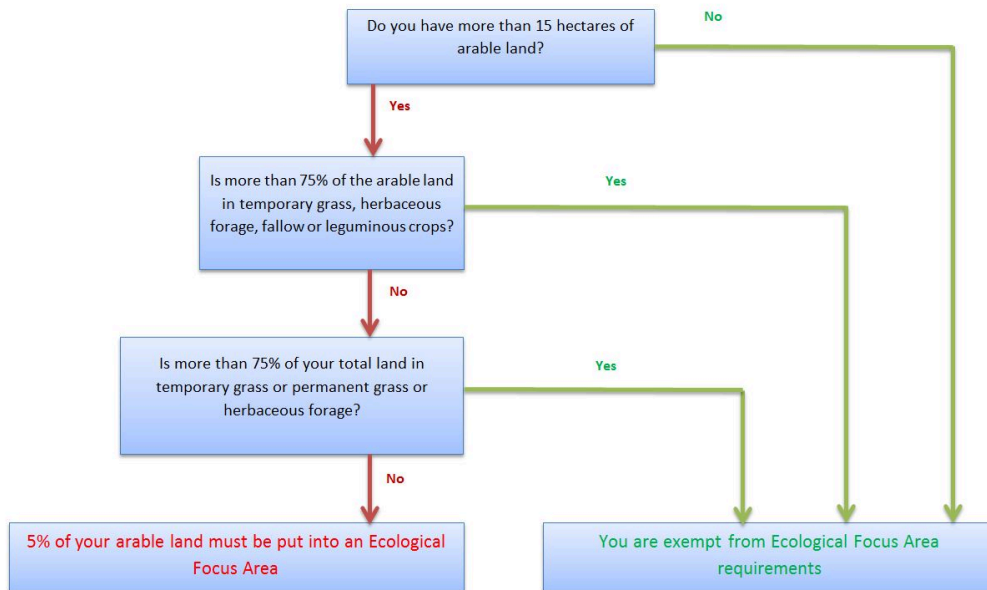 Do you have more than 15 hectares of
arable land?
No
Yes
Is more than 75% of the arable land
in temporary grass, herbaceous
forage, fallow or leguminous crops?
Yes
No
Is more than 75% of your total land in
temporary grass or permanent grass or
herbaceous forage?
Yes
No
5% of your arable land must be put into an Ecological
Focus Area
You are exempt from Ecological Focus Area
requirements